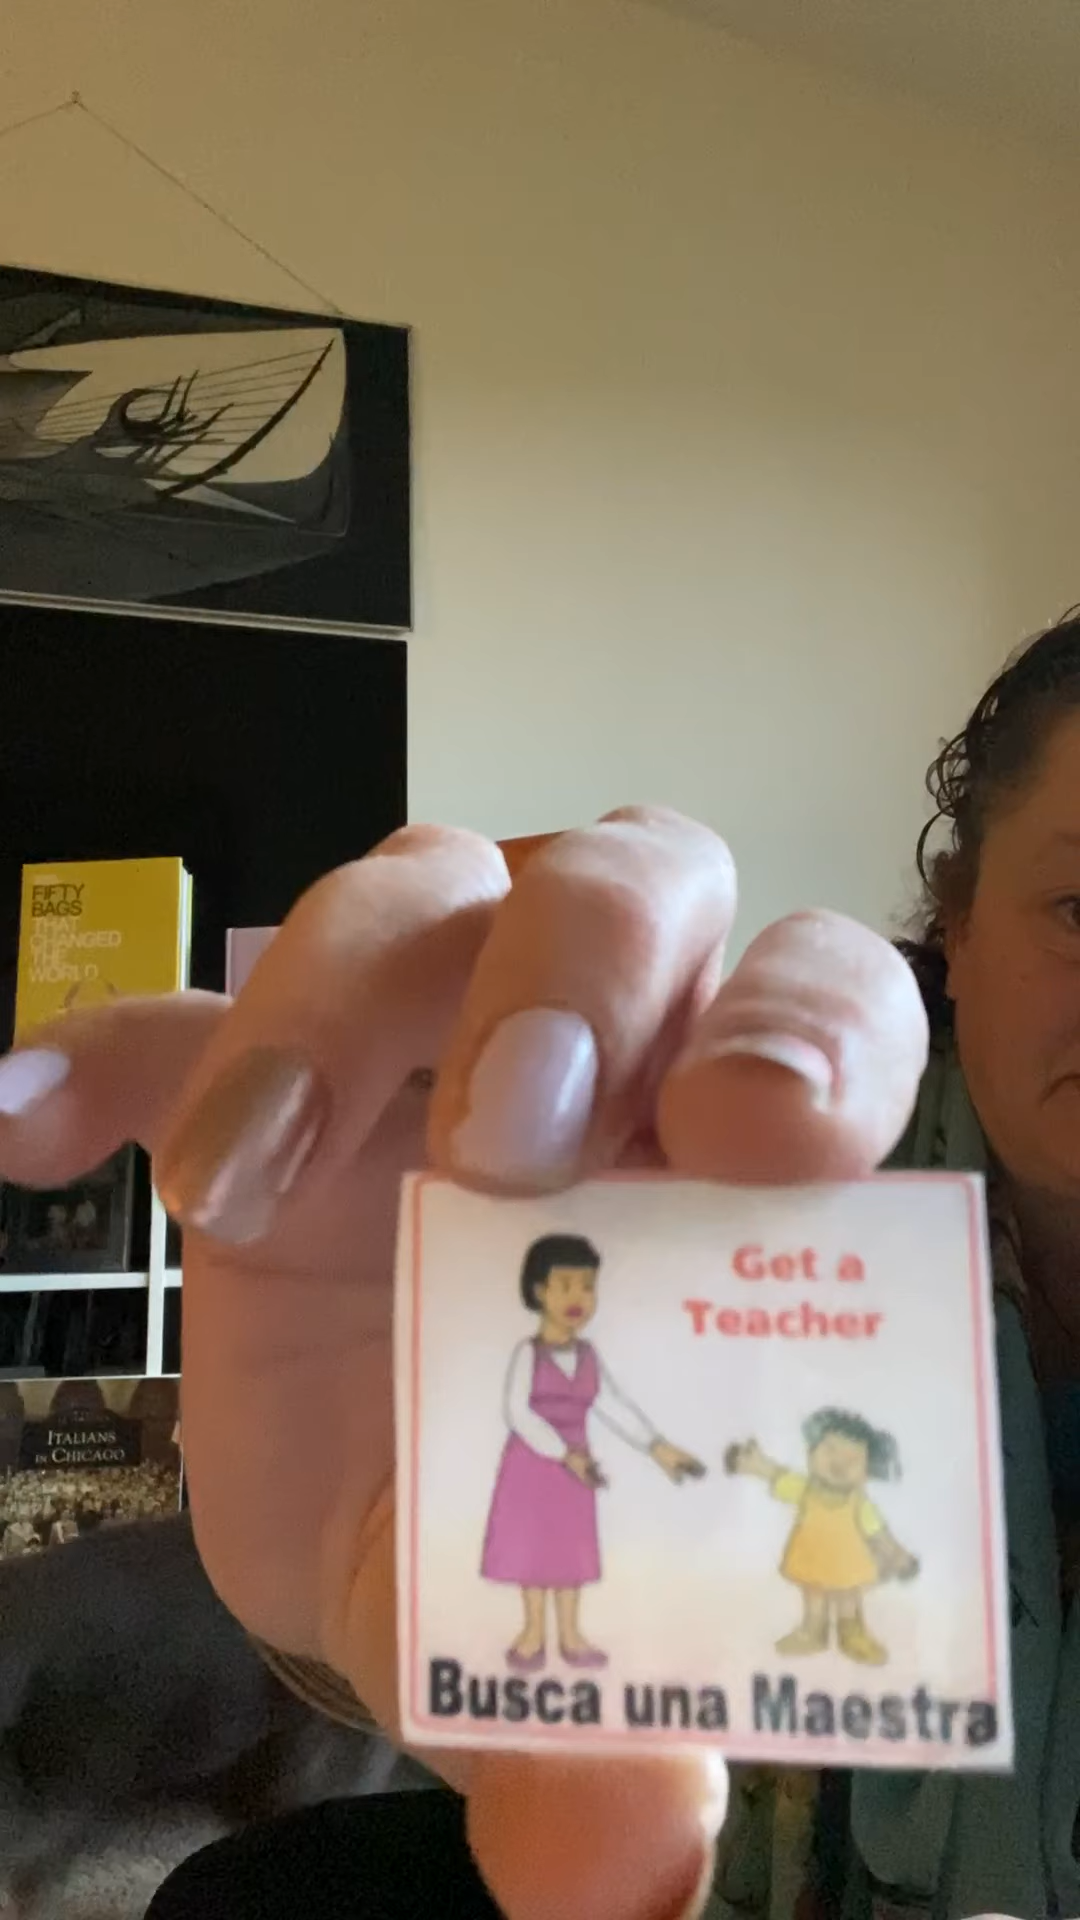 FIFTY
BAGS
THAT
CHANGED
THE
WORLD
ITALIANS
IN CHICAGO
Get a
Teacher
Busca una Maestra